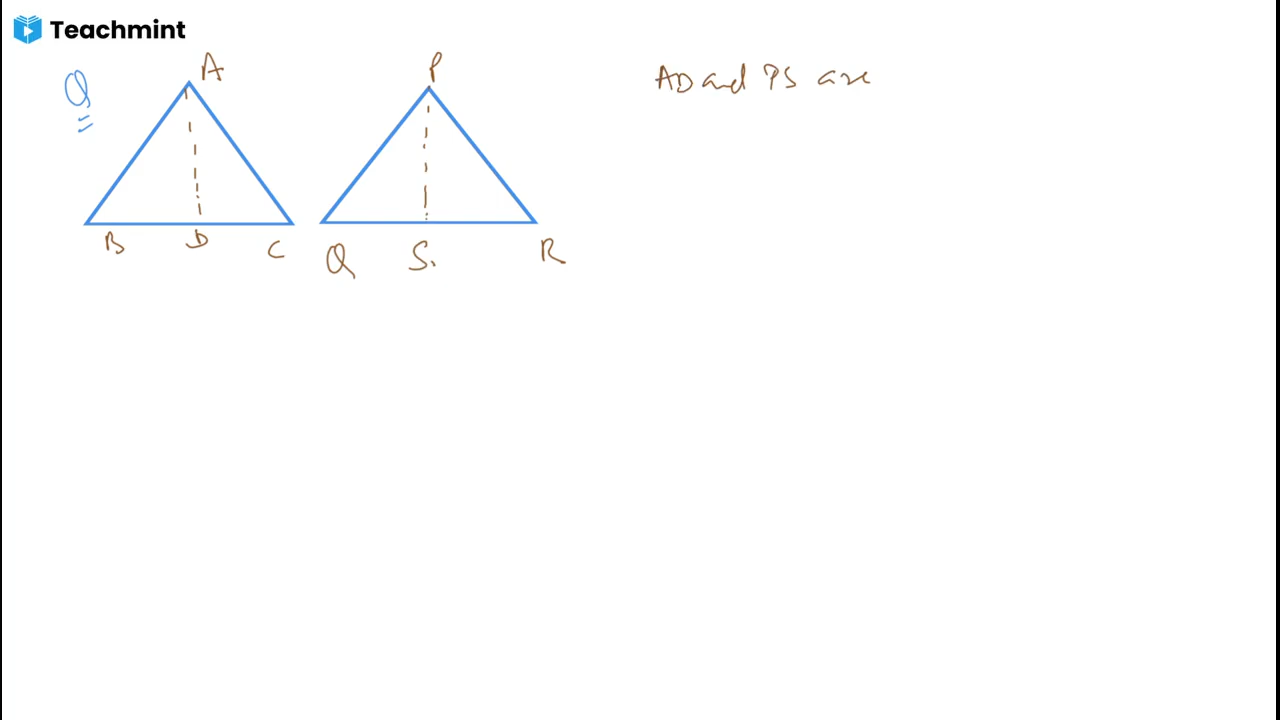 Teachmint
Q
A
P
AD and PS are
B D C
Q S. R